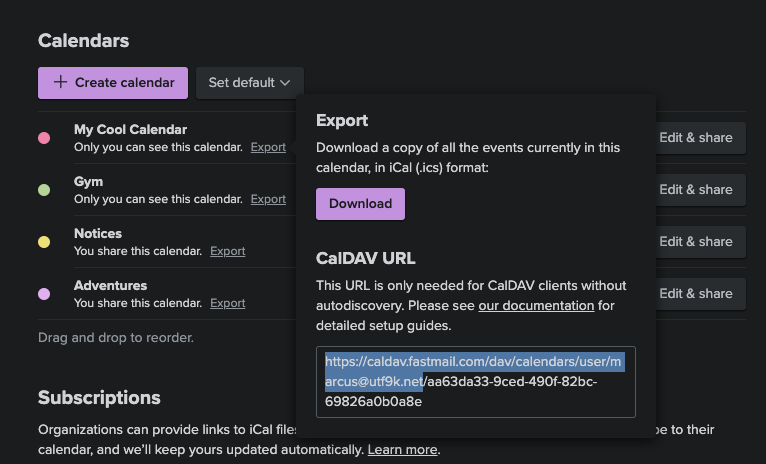 Calendars
+ Create calendar
Set default
My Cool Calendar
Only you can see this calendar. Export
Edit & share
Gym
Only you can see this calendar. Export
Edit & share
Notices
You share this calendar. Export
Edit & share
Adventures
You share this calendar. Export
Edit & share
Drag and drop to reorder.
Export
Download a copy of all the events currently in this
calendar, in iCal (.ics) format:
Download
CalDAV URL
This URL is only needed for CalDAV clients without
autodiscovery. Please see our documentation for
detailed setup guides.
https://caldav.fastmail.com/dav/calendars/user/m
arcus@utf9k.net/aa63da33-9ced-490f-82bc-
69826a0b0a8e
Subscriptions
Organizations can provide links to iCal files be to their
calendar, and we’ll keep yours updated automatically. Learn more.